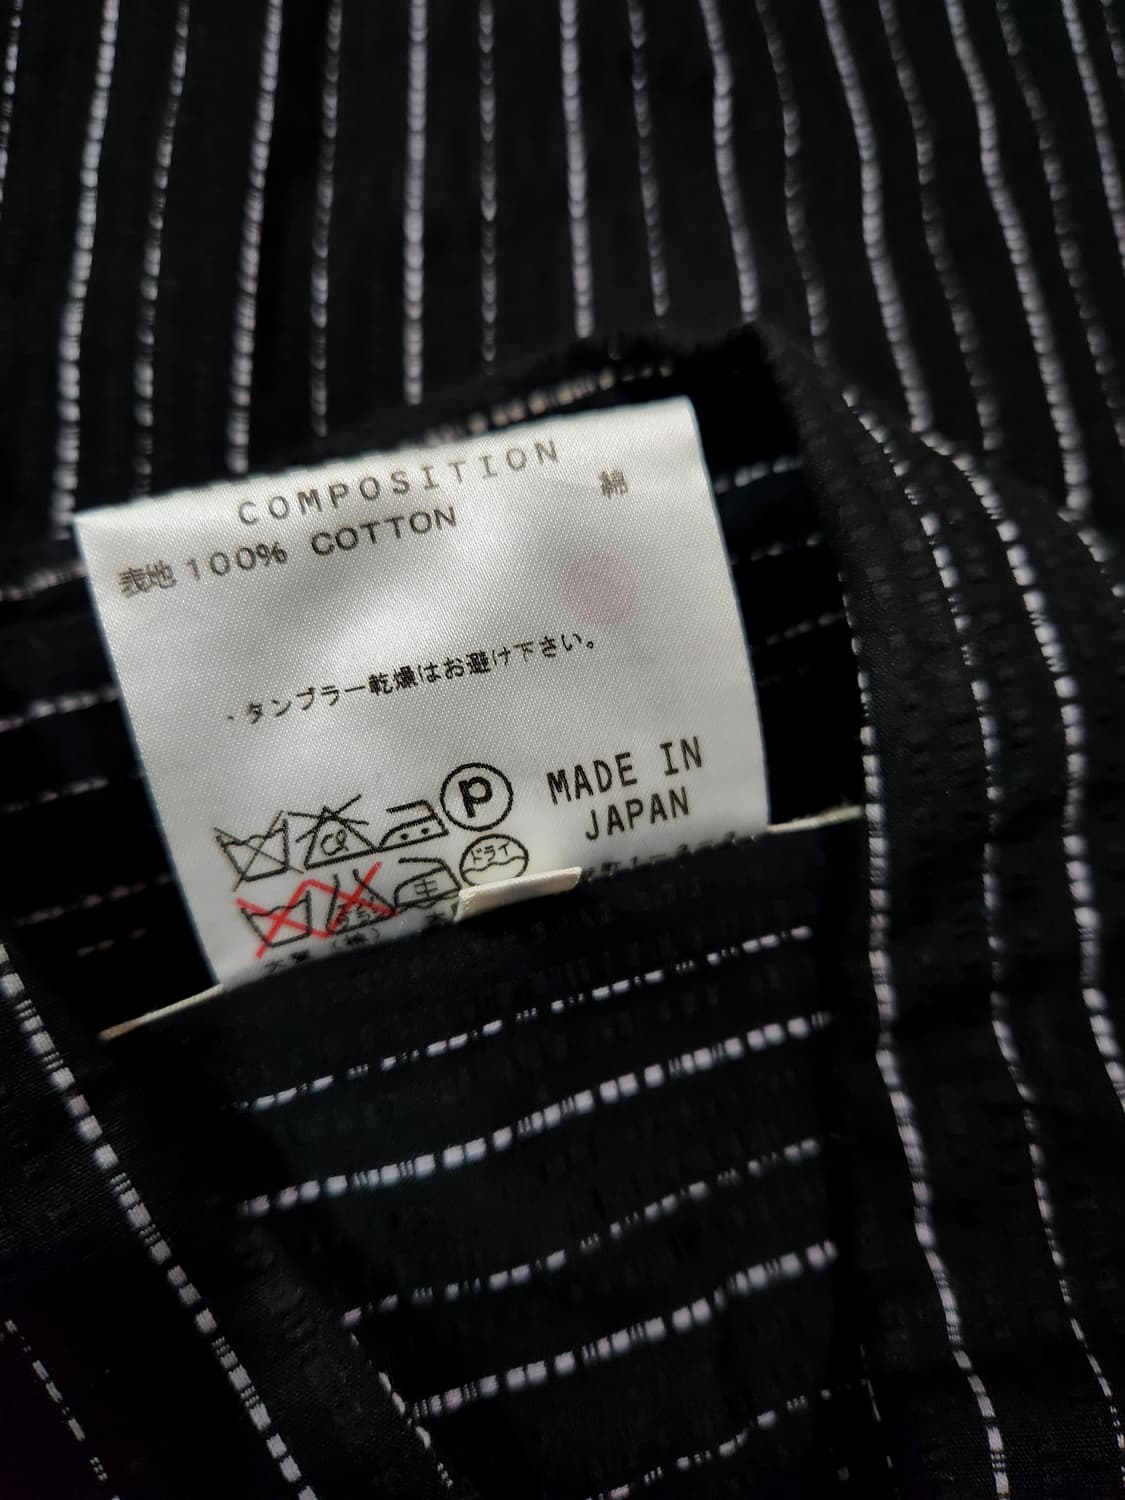 COMPOSITION
綿
表地 100% COTTON
・タンブラー乾燥はお避け下さい。
P
MADE IN
JAPAN
ドライ
中